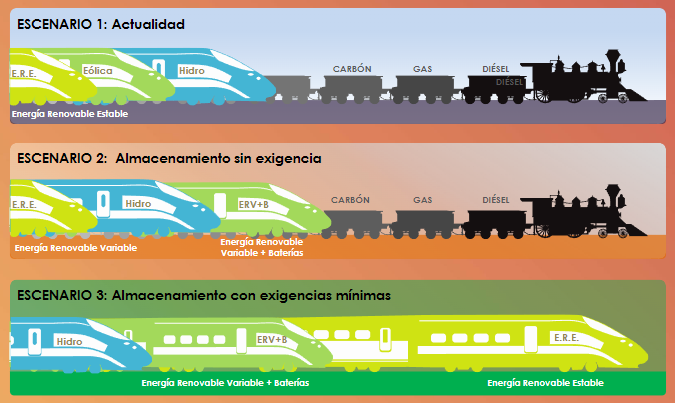 ESCENARIO 1: Actualidad
CARBÓN GAS DIÉSEL
E.R.E. Eólica Hidro DIÉSEL
Energía Renovable Estable
ESCENARIO 2: Almacenamiento sin exigencia
E.R.E. Hidro ERV+B CARBÓN GAS DIÉSEL
Energía Renovable Variable
Energía Renovable
Variable + Baterías
ESCENARIO 3: Almacenamiento con exigencias mínimas
Hidro ERV+B E.R.E.
Energía Renovable Variable + Baterías Energía Renovable Estable